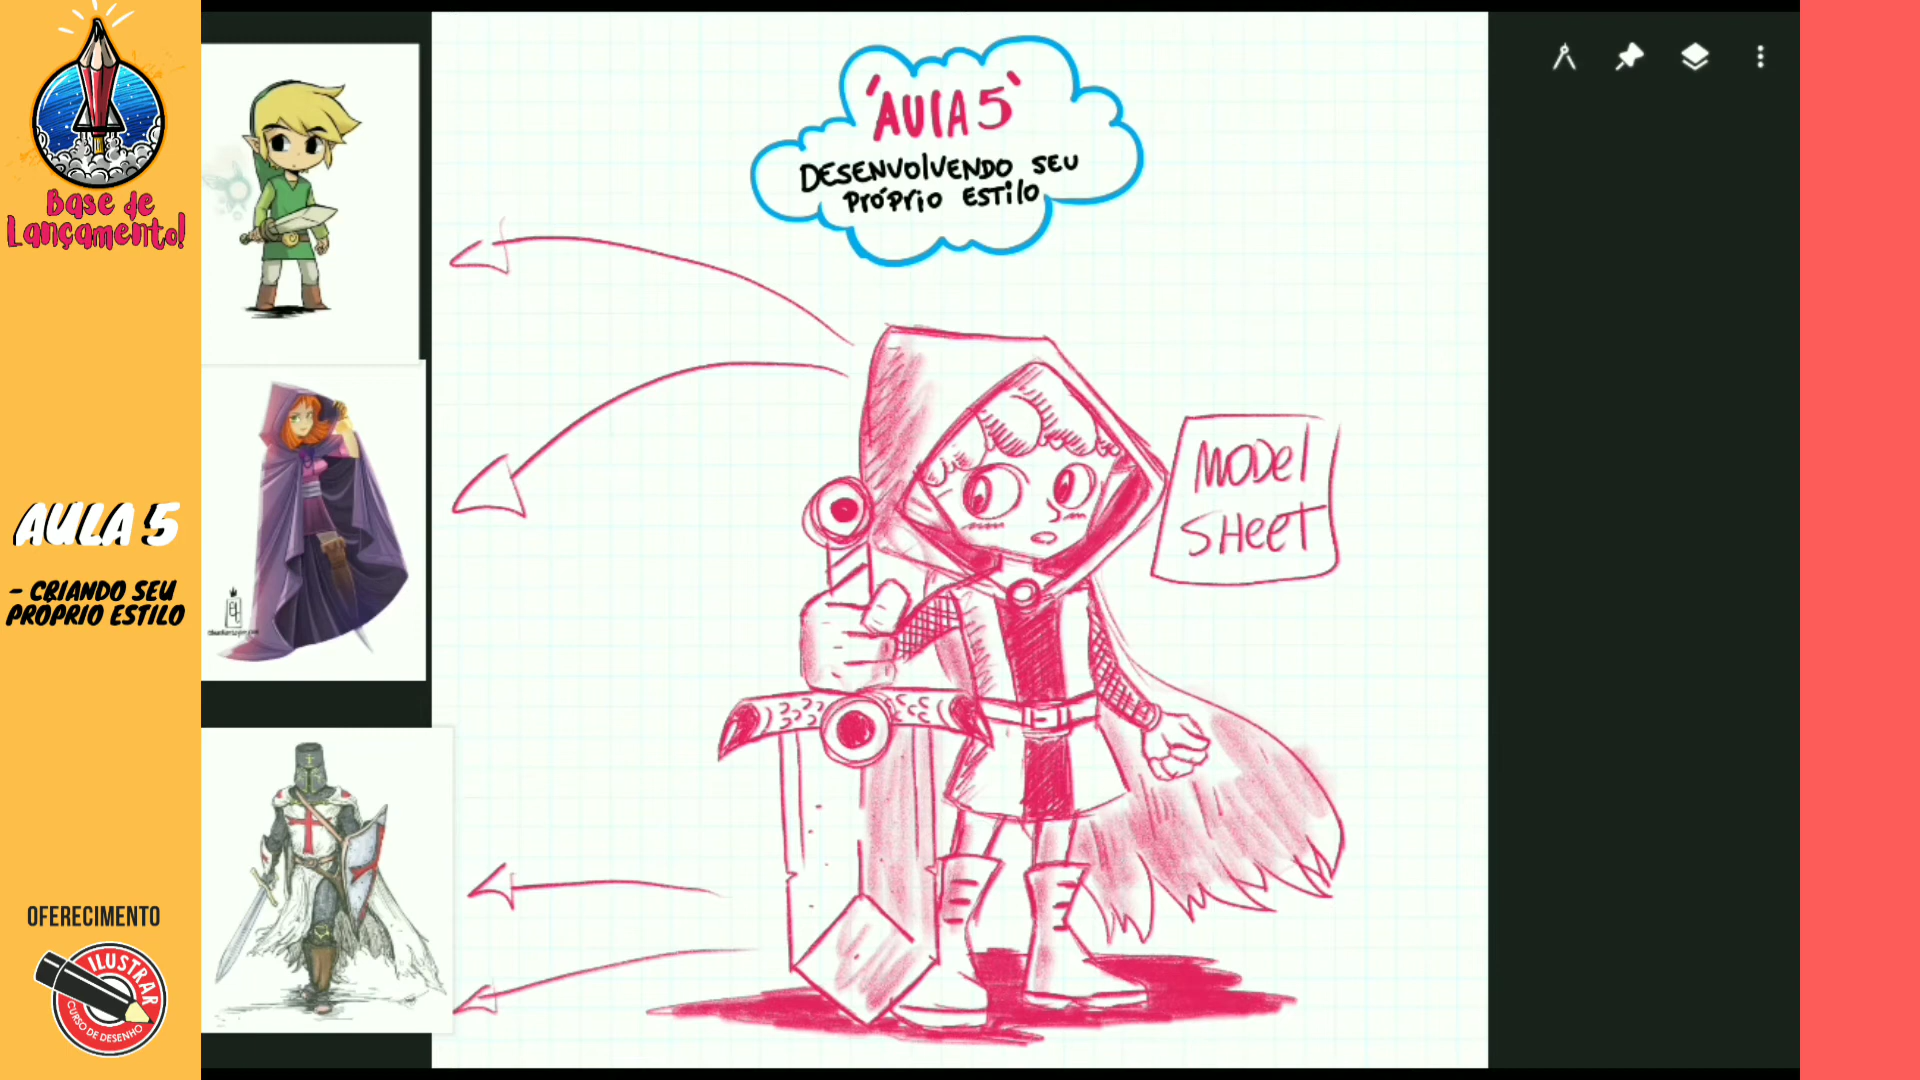 Base de
Lançamento!
AULA 5
- CRIANDO SEU
PRÓPRIO ESTILO
OFERECIMENTO
ILUSTRAR
CURSO DE DESENHO
'AULA 5'
DESENVOLVENDO SEU
PRÓPRIO ESTILO
MODEL
SHEET